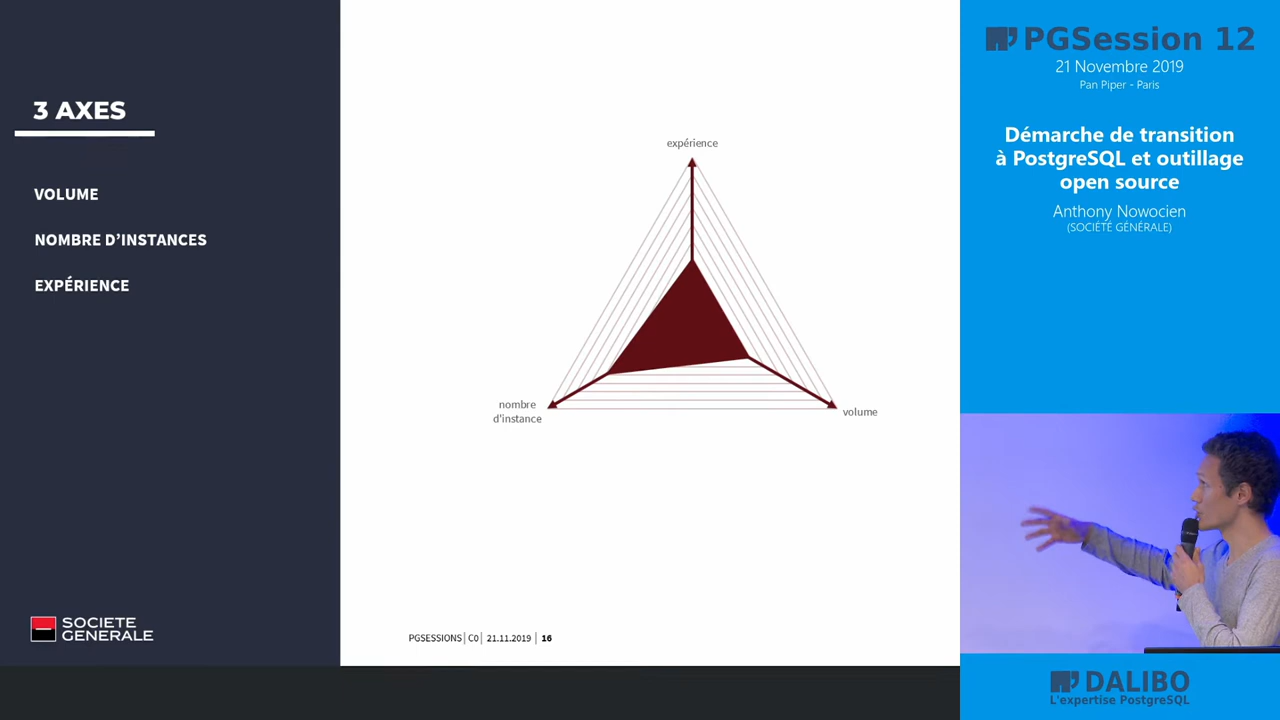 3 AXES
VOLUME
NOMBRE D’INSTANCES
EXPÉRIENCE
SOCIETE
GENERALE
expérience
nombre
d'instance
volume
PGSESSIONS | C0 | 21.11.2019 | 16
PGSession 12
21 Novembre 2019
Pan Piper - Paris
Démarche de transition
à PostgreSQL et outillage
open source
Anthony Nowocien
(SOCIÉTÉ GÉNÉRALE)
DALIBO
L'expertise PostgreSQL